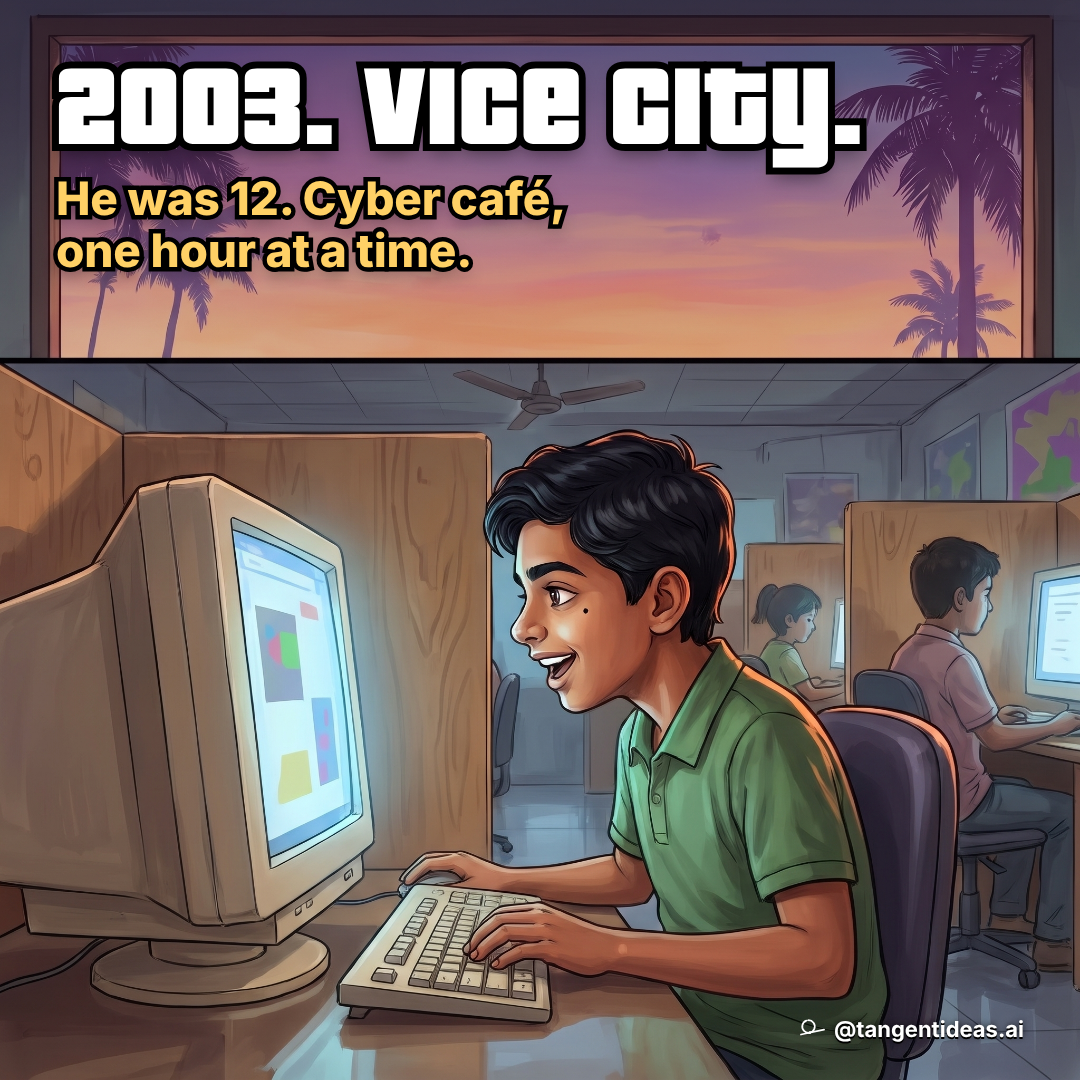 2003. Vice City.
He was 12. Cyber café,
one hour at a time.
@tangentideas.ai